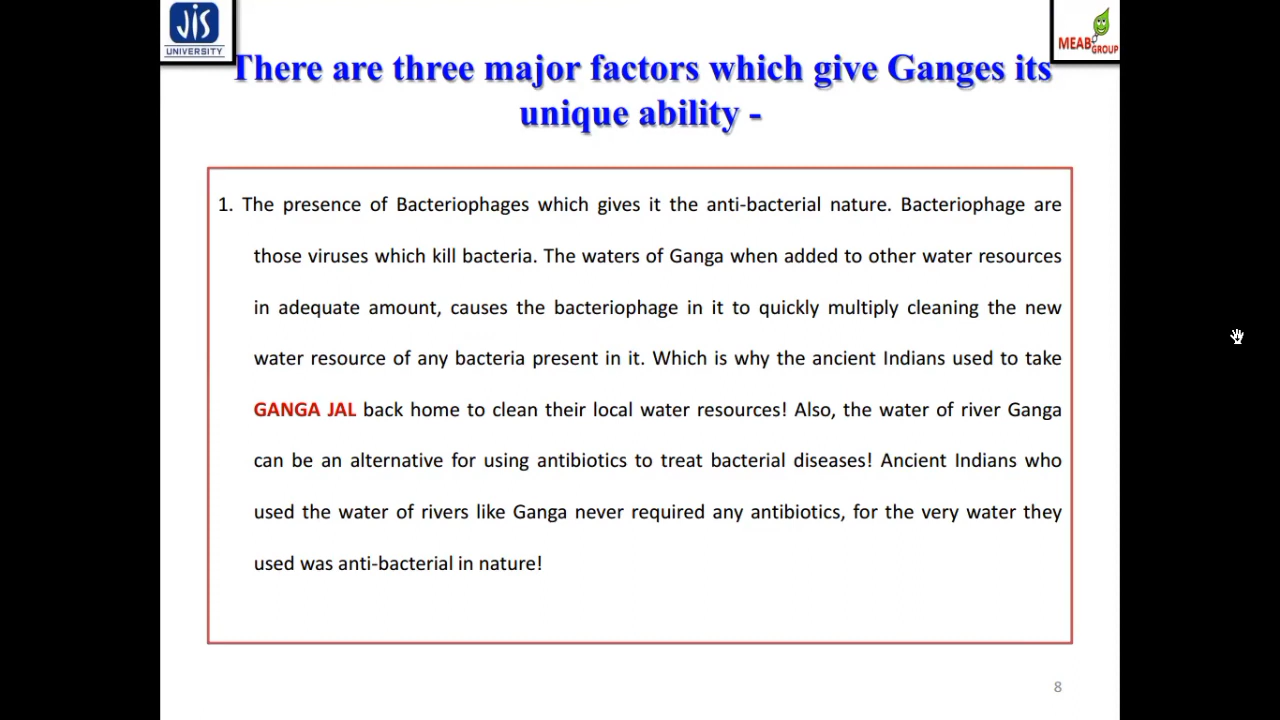 JIS
UNIVERSITY
MEAB GROUP
There are three major factors which give Ganges its
unique ability -
1. The presence of Bacteriophages which gives it the anti-bacterial nature. Bacteriophage are
those viruses which kill bacteria. The waters of Ganga when added to other water resources
in adequate amount, causes the bacteriophage in it to quickly multiply cleaning the new
water resource of any bacteria present in it. Which is why the ancient Indians used to take
GANGA JAL back home to clean their local water resources! Also, the water of river Ganga
can be an alternative for using antibiotics to treat bacterial diseases! Ancient Indians who
used the water of rivers like Ganga never required any antibiotics, for the very water they
used was anti-bacterial in nature!
8